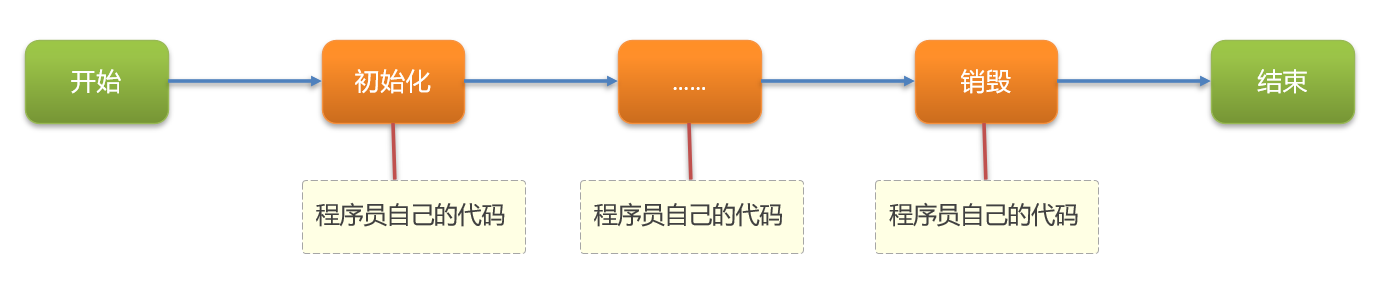 开始
初始化
......
销毁
结束
程序员自己的代码
程序员自己的代码
程序员自己的代码